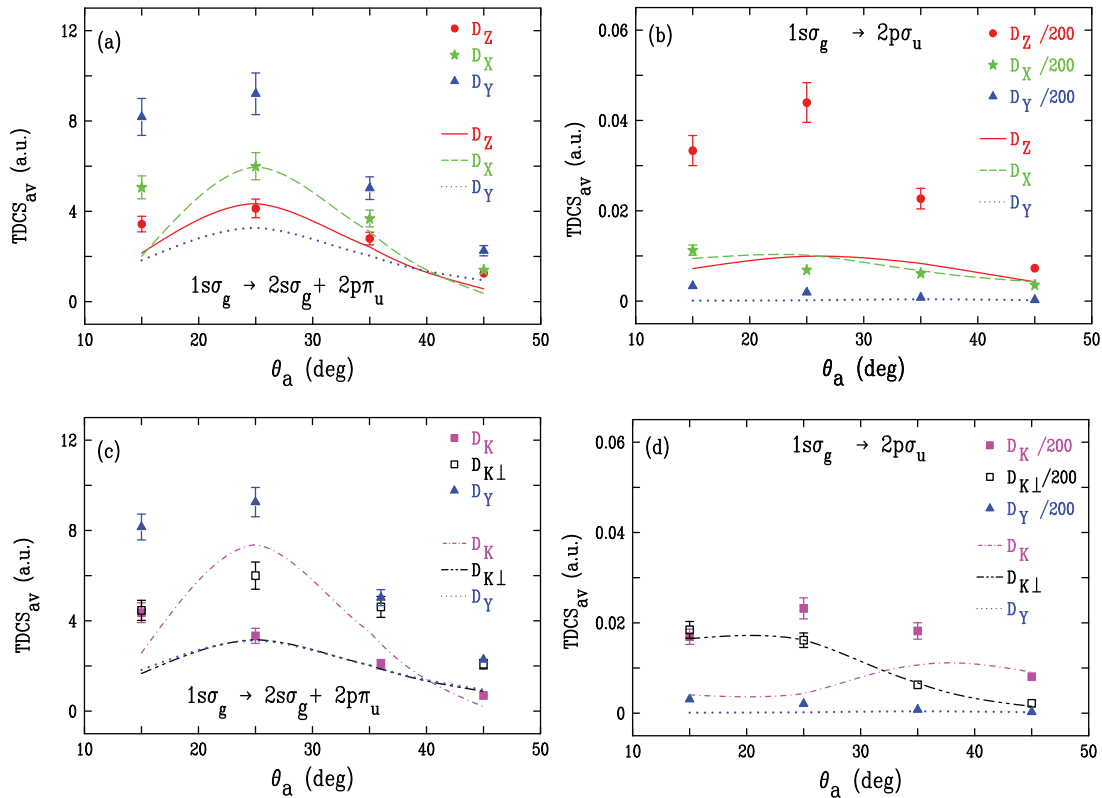 (a)
D_Z
D_X
D_Y
D_Z
D_X
D_Y
1sσ_g → 2sσ_g + 2pπ_u
12
8
4
0
TDCS_av (a.u.)
10 20 30 40 50
θ_a (deg)
(b)
1sσ_g → 2pσ_u
D_Z /200
D_X /200
D_Y /200
D_Z
D_X
D_Y
0.06
0.04
0.02
0
TDCS_av (a.u.)
10 20 30 40 50
θ_a (deg)
(c)
D_K
D_K⊥
D_Y
D_K
D_K⊥
D_Y
1sσ_g → 2sσ_g + 2pπ_u
12
8
4
0
TDCS_av (a.u.)
10 20 30 40 50
θ_a (deg)
(d)
1sσ_g → 2pσ_u
D_K /200
D_K⊥/200
D_Y /200
D_K
D_K⊥
D_Y
0.06
0.04
0.02
0
TDCS_av (a.u.)
10 20 30 40 50
θ_a (deg)